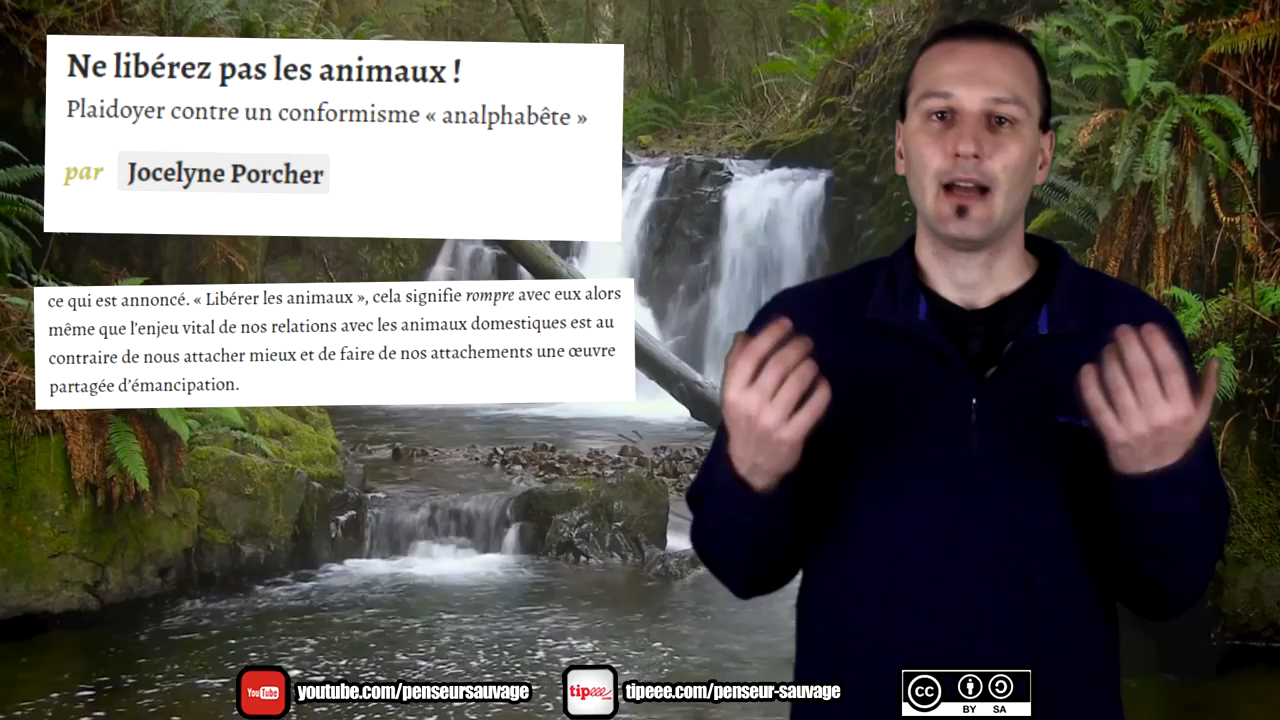 Ne libérez pas les animaux !
Plaidoyer contre un conformisme « analphabête »
par Jocelyne Porcher
ce qui est annoncé. « Libérer les animaux », cela signifie rompre avec eux alors
même que l’enjeu vital de nos relations avec les animaux domestiques est au
contraire de nous attacher mieux et de faire de nos attachements une œuvre
partagée d’émancipation.
YouTube youtube.com/penseursauvage tipeee tipeee.com/penseur-sauvage cc
BY SA